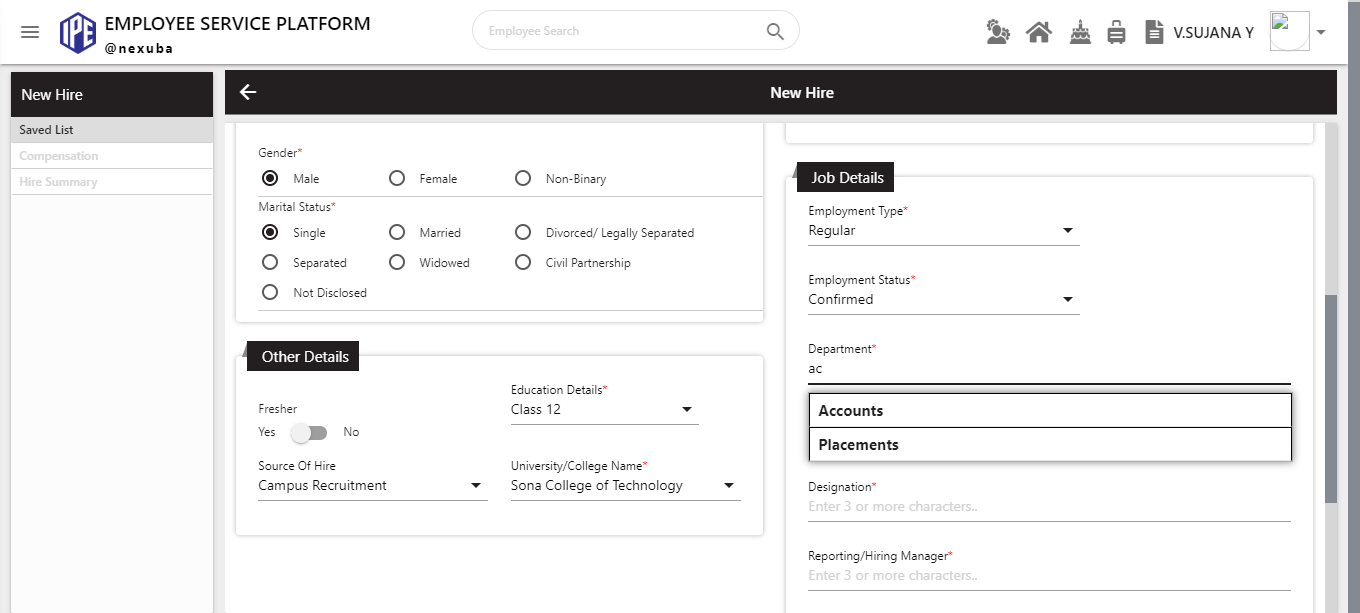 EMPLOYEE SERVICE PLATFORM
@nexuba
Employee Search
V.SUJANA Y
New Hire
Saved List
Compensation
Hire Summary
New Hire
Gender*
Male Female Non-Binary
Marital Status*
Single Married Divorced/ Legally Separated
Separated Widowed Civil Partnership
Not Disclosed
Other Details
Fresher
Yes No
Education Details*
Class 12
Source Of Hire
Campus Recruitment
University/College Name*
Sona College of Technology
Job Details
Employment Type*
Regular
Employment Status*
Confirmed
Department*
ac
Accounts
Placements
Designation*
Enter 3 or more characters..
Reporting/Hiring Manager*
Enter 3 or more characters..